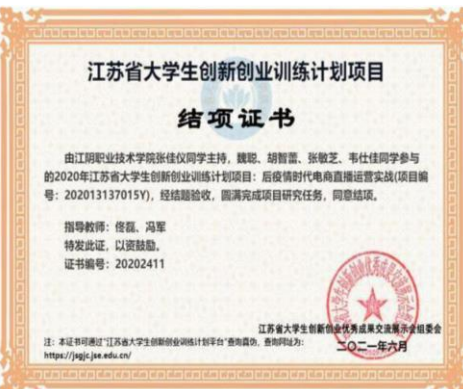 江苏省大学生创新创业训练计划项目
结项证书
由江阴职业技术学院张佳仪同学主持，魏聪、胡智蕾、张敏芝、韦仕佳同学参与
的2020年江苏省大学生创新创业训练计划项目：后疫情时代电商直播运营实战(项目编
号：202013137015Y)，经结题验收，圆满完成项目研究任务，同意结项。
指导教师：佟磊、冯军
特发此证，以资鼓励。
证书编号：20202411
江苏省大学生创新创业优秀成果交流展示会组委会
二〇二一年六月
注：本证书可通过“江苏省大学生创新创业训练计划平台”查询真伪，查询网址为：
https://jsgjc.jse.edu.cn/